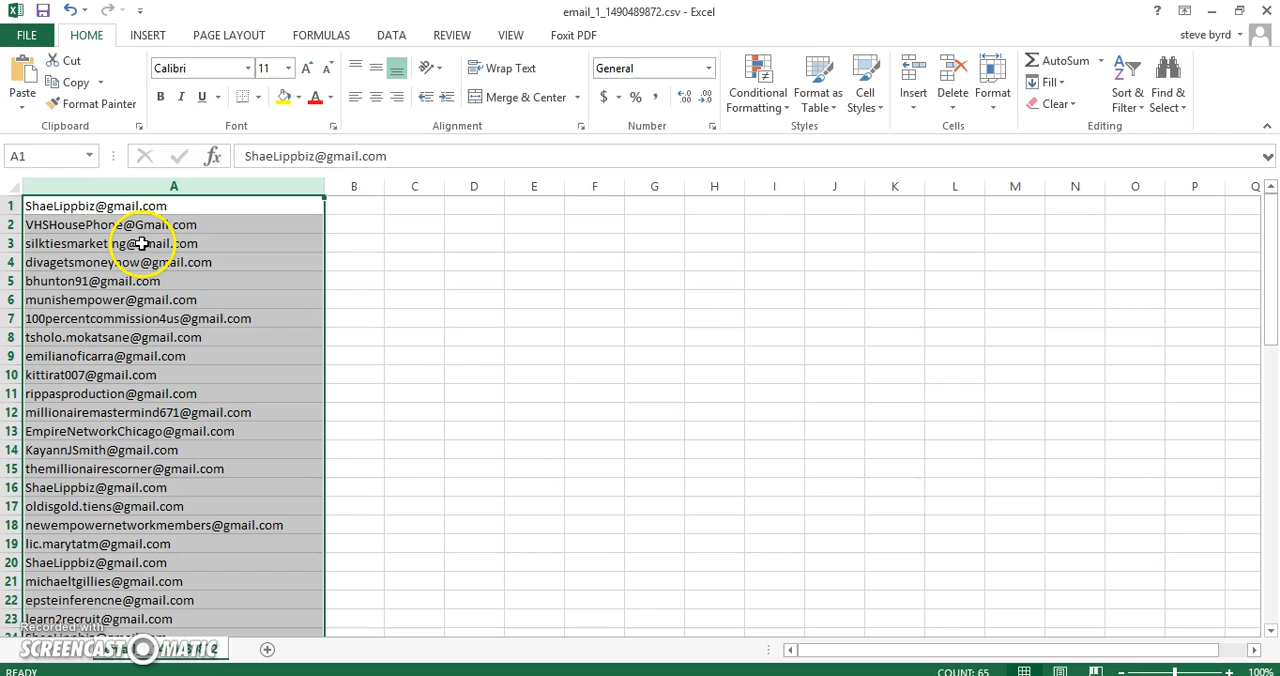 email_1_1490489872.csv - Excel
FILE HOME INSERT PAGE LAYOUT FORMULAS DATA REVIEW VIEW Foxit PDF steve byrd
Cut
Copy
Format Painter
Paste
Clipboard
Calibri 11
B I U
Font
Wrap Text
Merge & Center
Alignment
General
$ % ,
Number
Conditional Formatting
Format as Table
Cell Styles
Styles
Insert
Delete
Format
Cells
AutoSum
Fill
Clear
Sort & Filter
Find & Select
Editing
A1 fx ShaeLippbiz@gmail.com
A B C D E F G H I J K L M N O P Q
1 ShaeLippbiz@gmail.com
2 VHSHousePhone@Gmail.com
3 silktiesmarketing@gmail.com
4 divagetsmoneynow@gmail.com
5 bhunton91@gmail.com
6 munishempower@gmail.com
7 100percentcommission4us@gmail.com
8 tsholo.mokatsane@gmail.com
9 emilianoficarra@gmail.com
10 kittirat007@gmail.com
11 rippasproduction@gmail.com
12 millionairemastermind671@gmail.com
13 EmpireNetworkChicago@gmail.com
14 KayannJSmith@gmail.com
15 themillionairescorner@gmail.com
16 ShaeLippbiz@gmail.com
17 oldisgold.tiens@gmail.com
18 newempowernetworkmembers@gmail.com
19 lic.marytatm@gmail.com
20 ShaeLippbiz@gmail.com
21 michaeltgillies@gmail.com
22 epsteinferencne@gmail.com
23 learn2recruit@gmail.com
Recorded with
SCREENCAST MATIC
READY COUNT: 65 100%